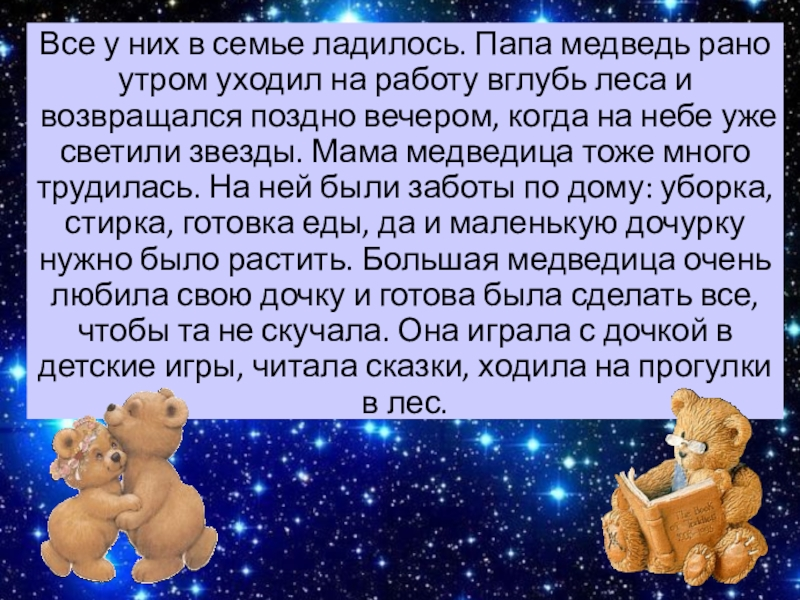 Все у них в семье ладилось. Папа медведь рано
утром уходил на работу вглубь леса и
возвращался поздно вечером, когда на небе уже
светили звезды. Мама медведица тоже много
трудилась. На ней были заботы по дому: уборка,
стирка, готовка еды, да и маленькую дочурку
нужно было растить. Большая медведица очень
любила свою дочку и готова была сделать все,
чтобы та не скучала. Она играла с дочкой в
детские игры, читала сказки, ходила на прогулки
в лес.
The Book